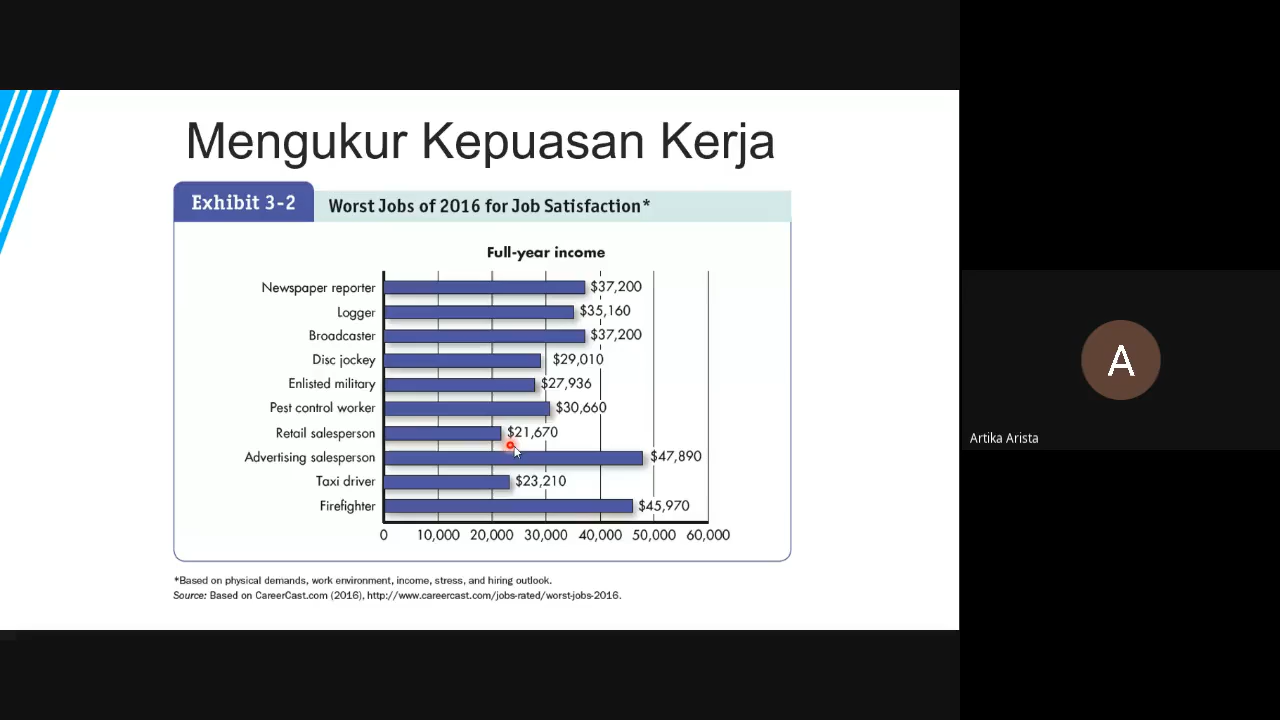 Mengukur Kepuasan Kerja
Exhibit 3-2
Worst Jobs of 2016 for Job Satisfaction*
Full-year income
Newspaper reporter $37,200
Logger $35,160
Broadcaster $37,200
Disc jockey $29,010
Enlisted military $27,936
Pest control worker $30,660
Retail salesperson $21,670
Advertising salesperson $47,890
Taxi driver $23,210
Firefighter $45,970
0 10,000 20,000 30,000 40,000 50,000 60,000
*Based on physical demands, work environment, income, stress, and hiring outlook.
Source: Based on CareerCast.com (2016), http://www.careercast.com/jobs-rated/worst-jobs-2016.
A
Artika Arista